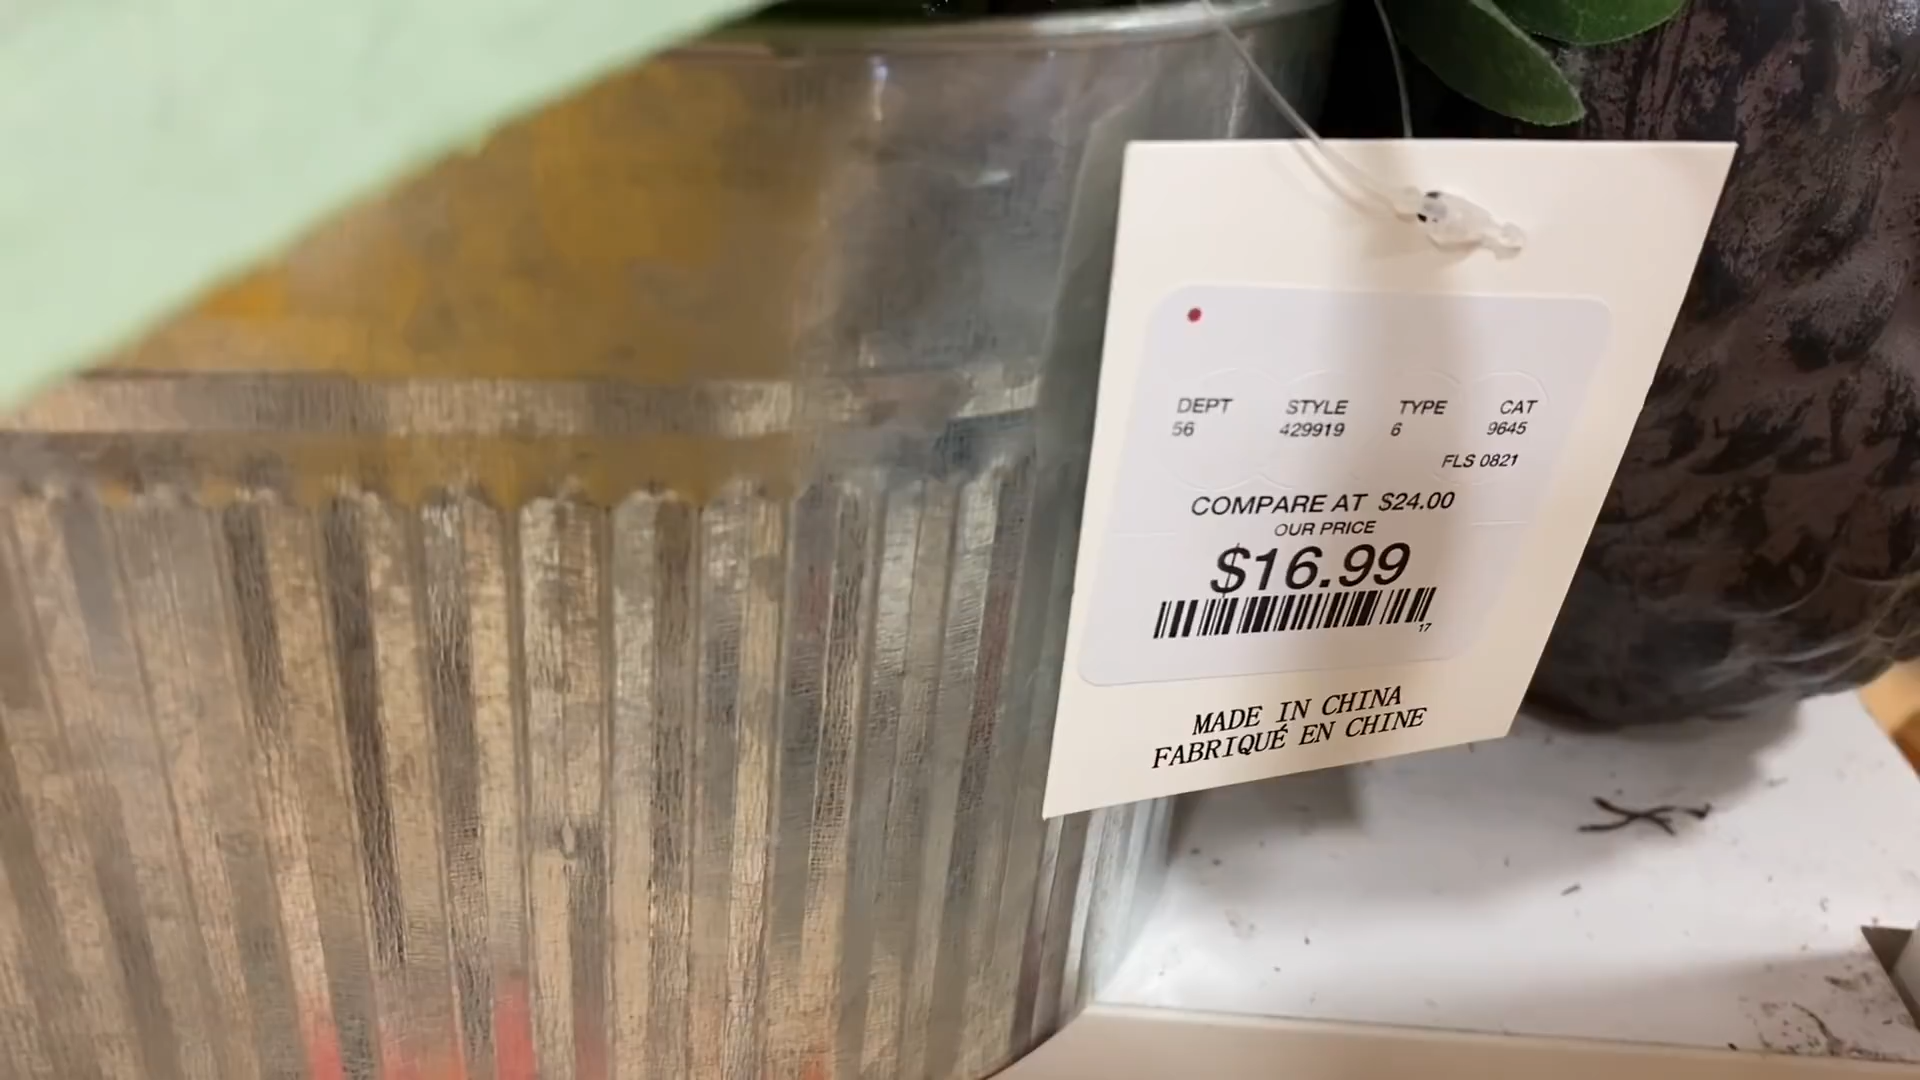 DEPT STYLE TYPE CAT
56 429919 6 9645
FLS 0821
COMPARE AT $24.00
OUR PRICE
$16.99
17
MADE IN CHINA
FABRIQUÉ EN CHINE